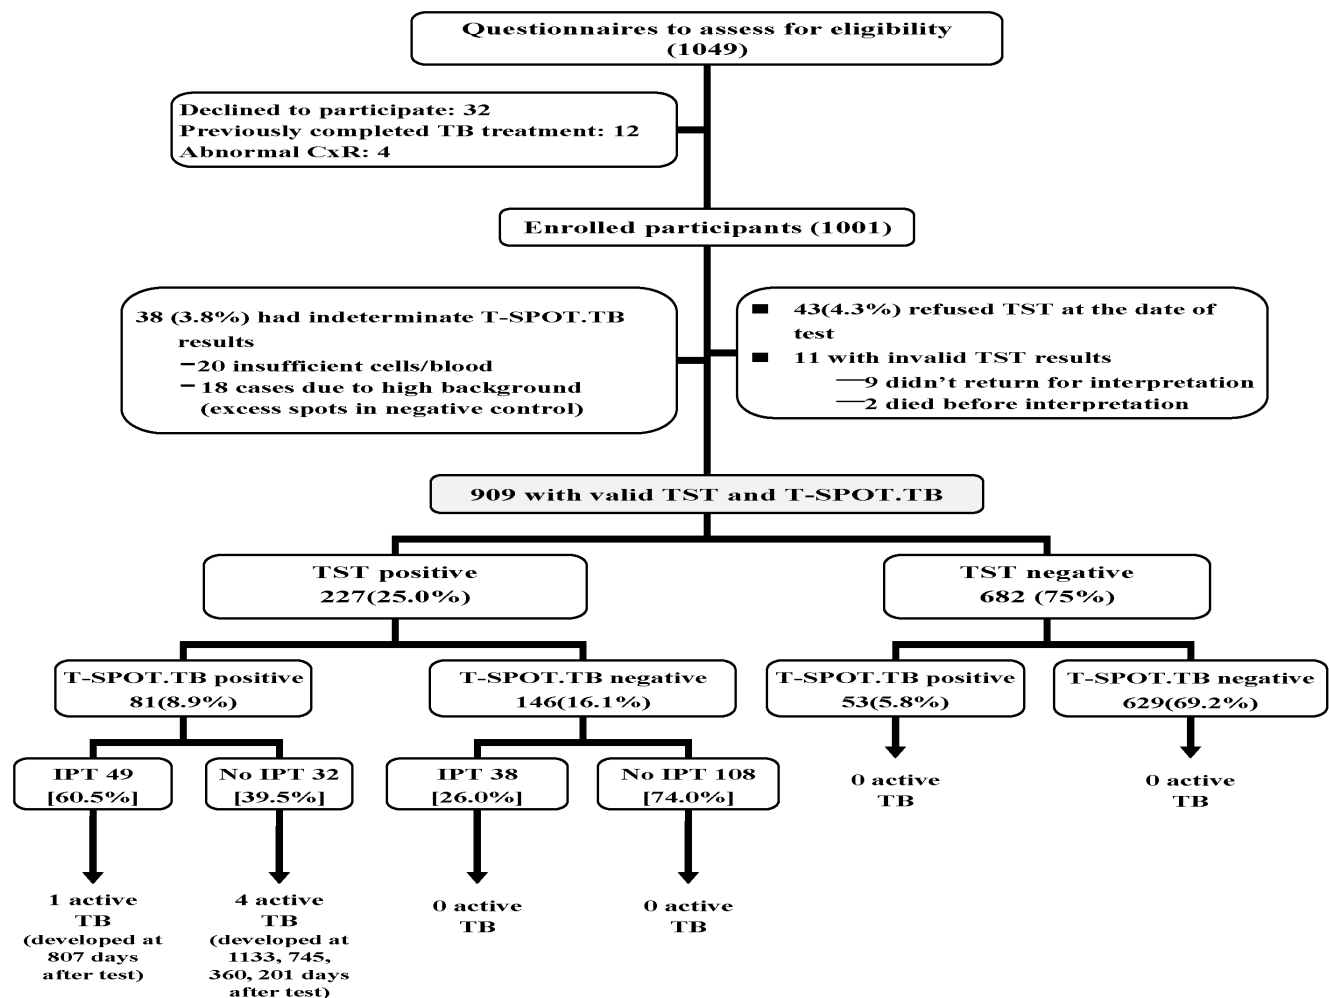 Questionnaires to assess for eligibility
(1049)
Declined to participate: 32
Previously completed TB treatment: 12
Abnormal CxR: 4
Enrolled participants (1001)
38 (3.8%) had indeterminate T-SPOT.TB
results
−20 insufficient cells/blood
− 18 cases due to high background
(excess spots in negative control)
■ 43(4.3%) refused TST at the date of
test
■ 11 with invalid TST results
—9 didn't return for interpretation
—2 died before interpretation
909 with valid TST and T-SPOT.TB
TST positive
227(25.0%)
TST negative
682 (75%)
T-SPOT.TB positive
81(8.9%)
T-SPOT.TB negative
146(16.1%)
T-SPOT.TB positive
53(5.8%)
T-SPOT.TB negative
629(69.2%)
IPT 49
[60.5%]
No IPT 32
[39.5%]
IPT 38
[26.0%]
No IPT 108
[74.0%]
0 active
TB
0 active
TB
1 active
TB
(developed at
807 days
after test)
4 active
TB
(developed at
1133, 745,
360, 201 days
after test)
0 active
TB
0 active
TB